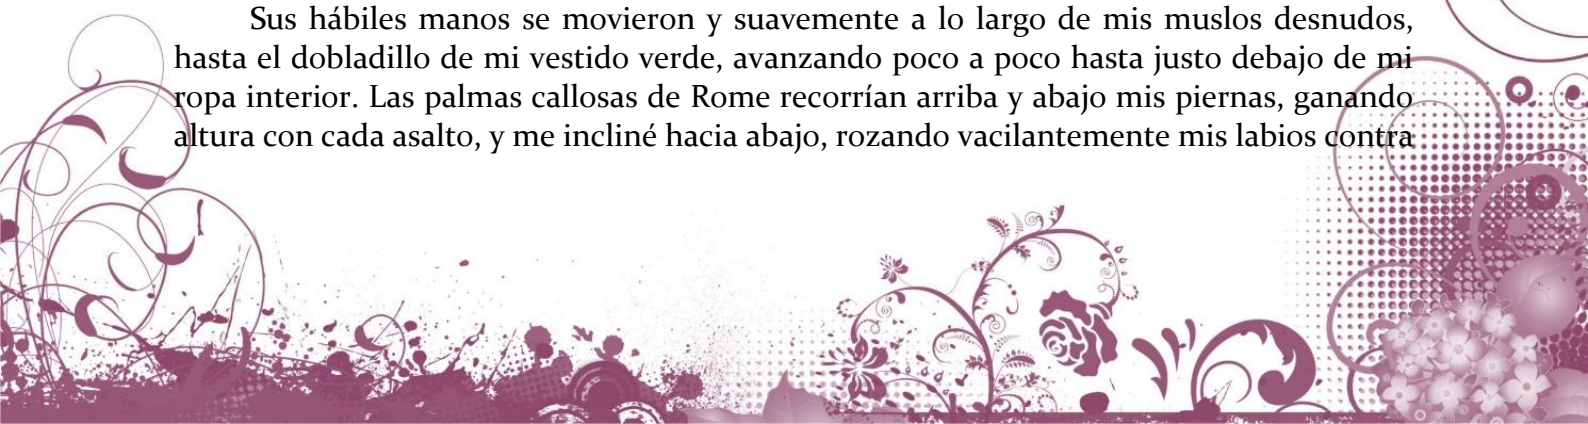 Sus hábiles manos se movieron y suavemente a lo largo de mis muslos desnudos,
hasta el dobladillo de mi vestido verde, avanzando poco a poco hasta justo debajo de mi
ropa interior. Las palmas callosas de Rome recorrían arriba y abajo mis piernas, ganando
altura con cada asalto, y me incliné hacia abajo, rozando vacilantemente mis labios contra